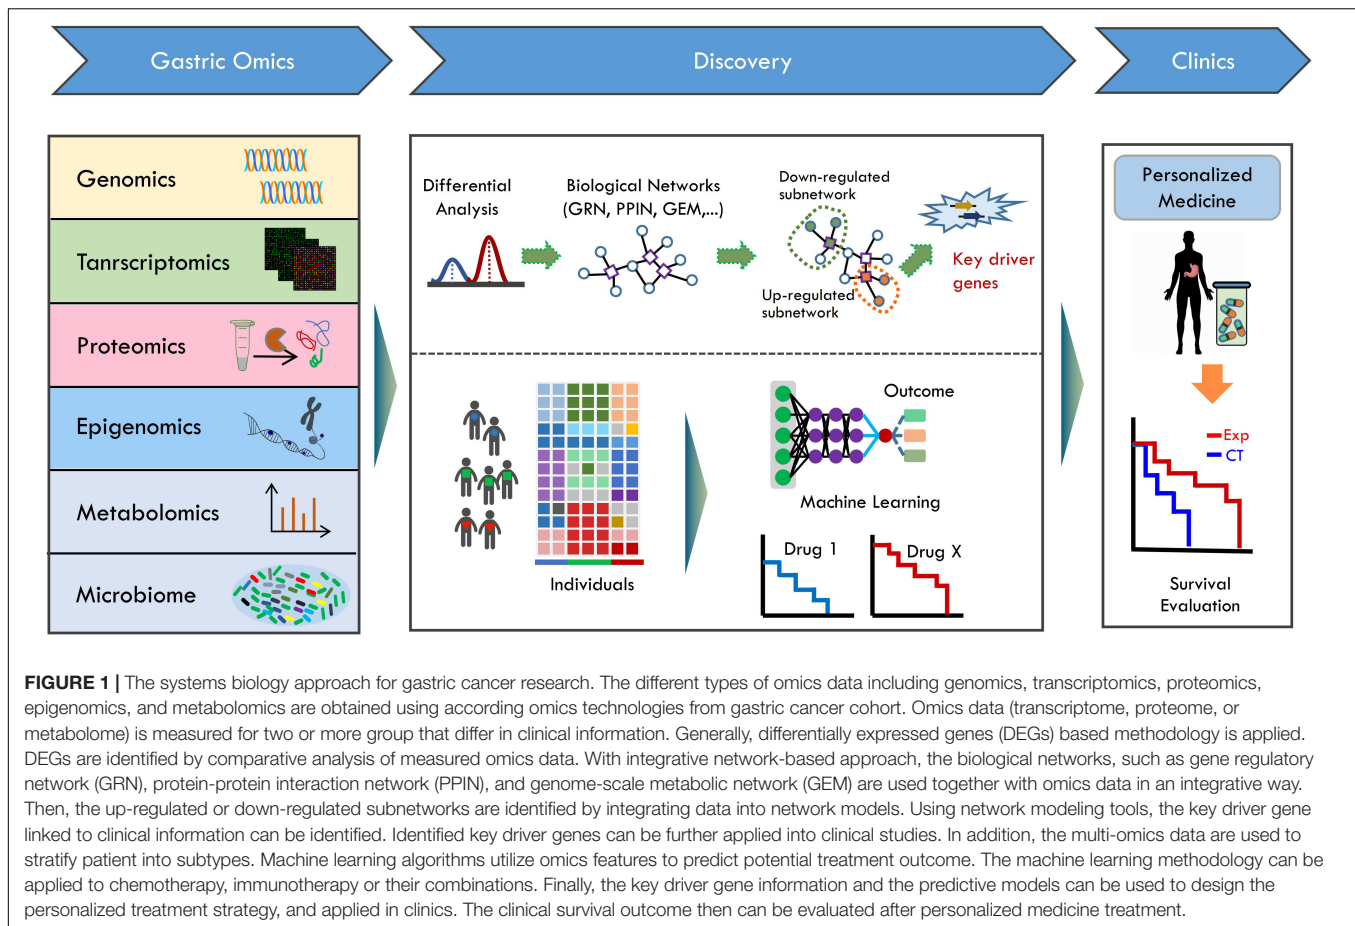 Gastric Omics
Discovery
Clinics
Genomics
Tanrscriptomics
Proteomics
Epigenomics
Metabolomics
Microbiome
Differential
Analysis
Biological Networks
(GRN, PPIN, GEM,...)
Down-regulated
subnetwork
Up-regulated
subnetwork
Key driver
genes
Individuals
Outcome
Machine Learning
Drug 1
Drug X
Personalized
Medicine
Exp
CT
Survival
Evaluation
FIGURE 1 | The systems biology approach for gastric cancer research. The different types of omics data including genomics, transcriptomics, proteomics,
epigenomics, and metabolomics are obtained using according omics technologies from gastric cancer cohort. Omics data (transcriptome, proteome, or
metabolome) is measured for two or more group that differ in clinical information. Generally, differentially expressed genes (DEGs) based methodology is applied.
DEGs are identified by comparative analysis of measured omics data. With integrative network-based approach, the biological networks, such as gene regulatory
network (GRN), protein-protein interaction network (PPIN), and genome-scale metabolic network (GEM) are used together with omics data in an integrative way.
Then, the up-regulated or down-regulated subnetworks are identified by integrating data into network models. Using network modeling tools, the key driver gene
linked to clinical information can be identified. Identified key driver genes can be further applied into clinical studies. In addition, the multi-omics data are used to
stratify patient into subtypes. Machine learning algorithms utilize omics features to predict potential treatment outcome. The machine learning methodology can be
applied to chemotherapy, immunotherapy or their combinations. Finally, the key driver gene information and the predictive models can be used to design the
personalized treatment strategy, and applied in clinics. The clinical survival outcome then can be evaluated after personalized medicine treatment.